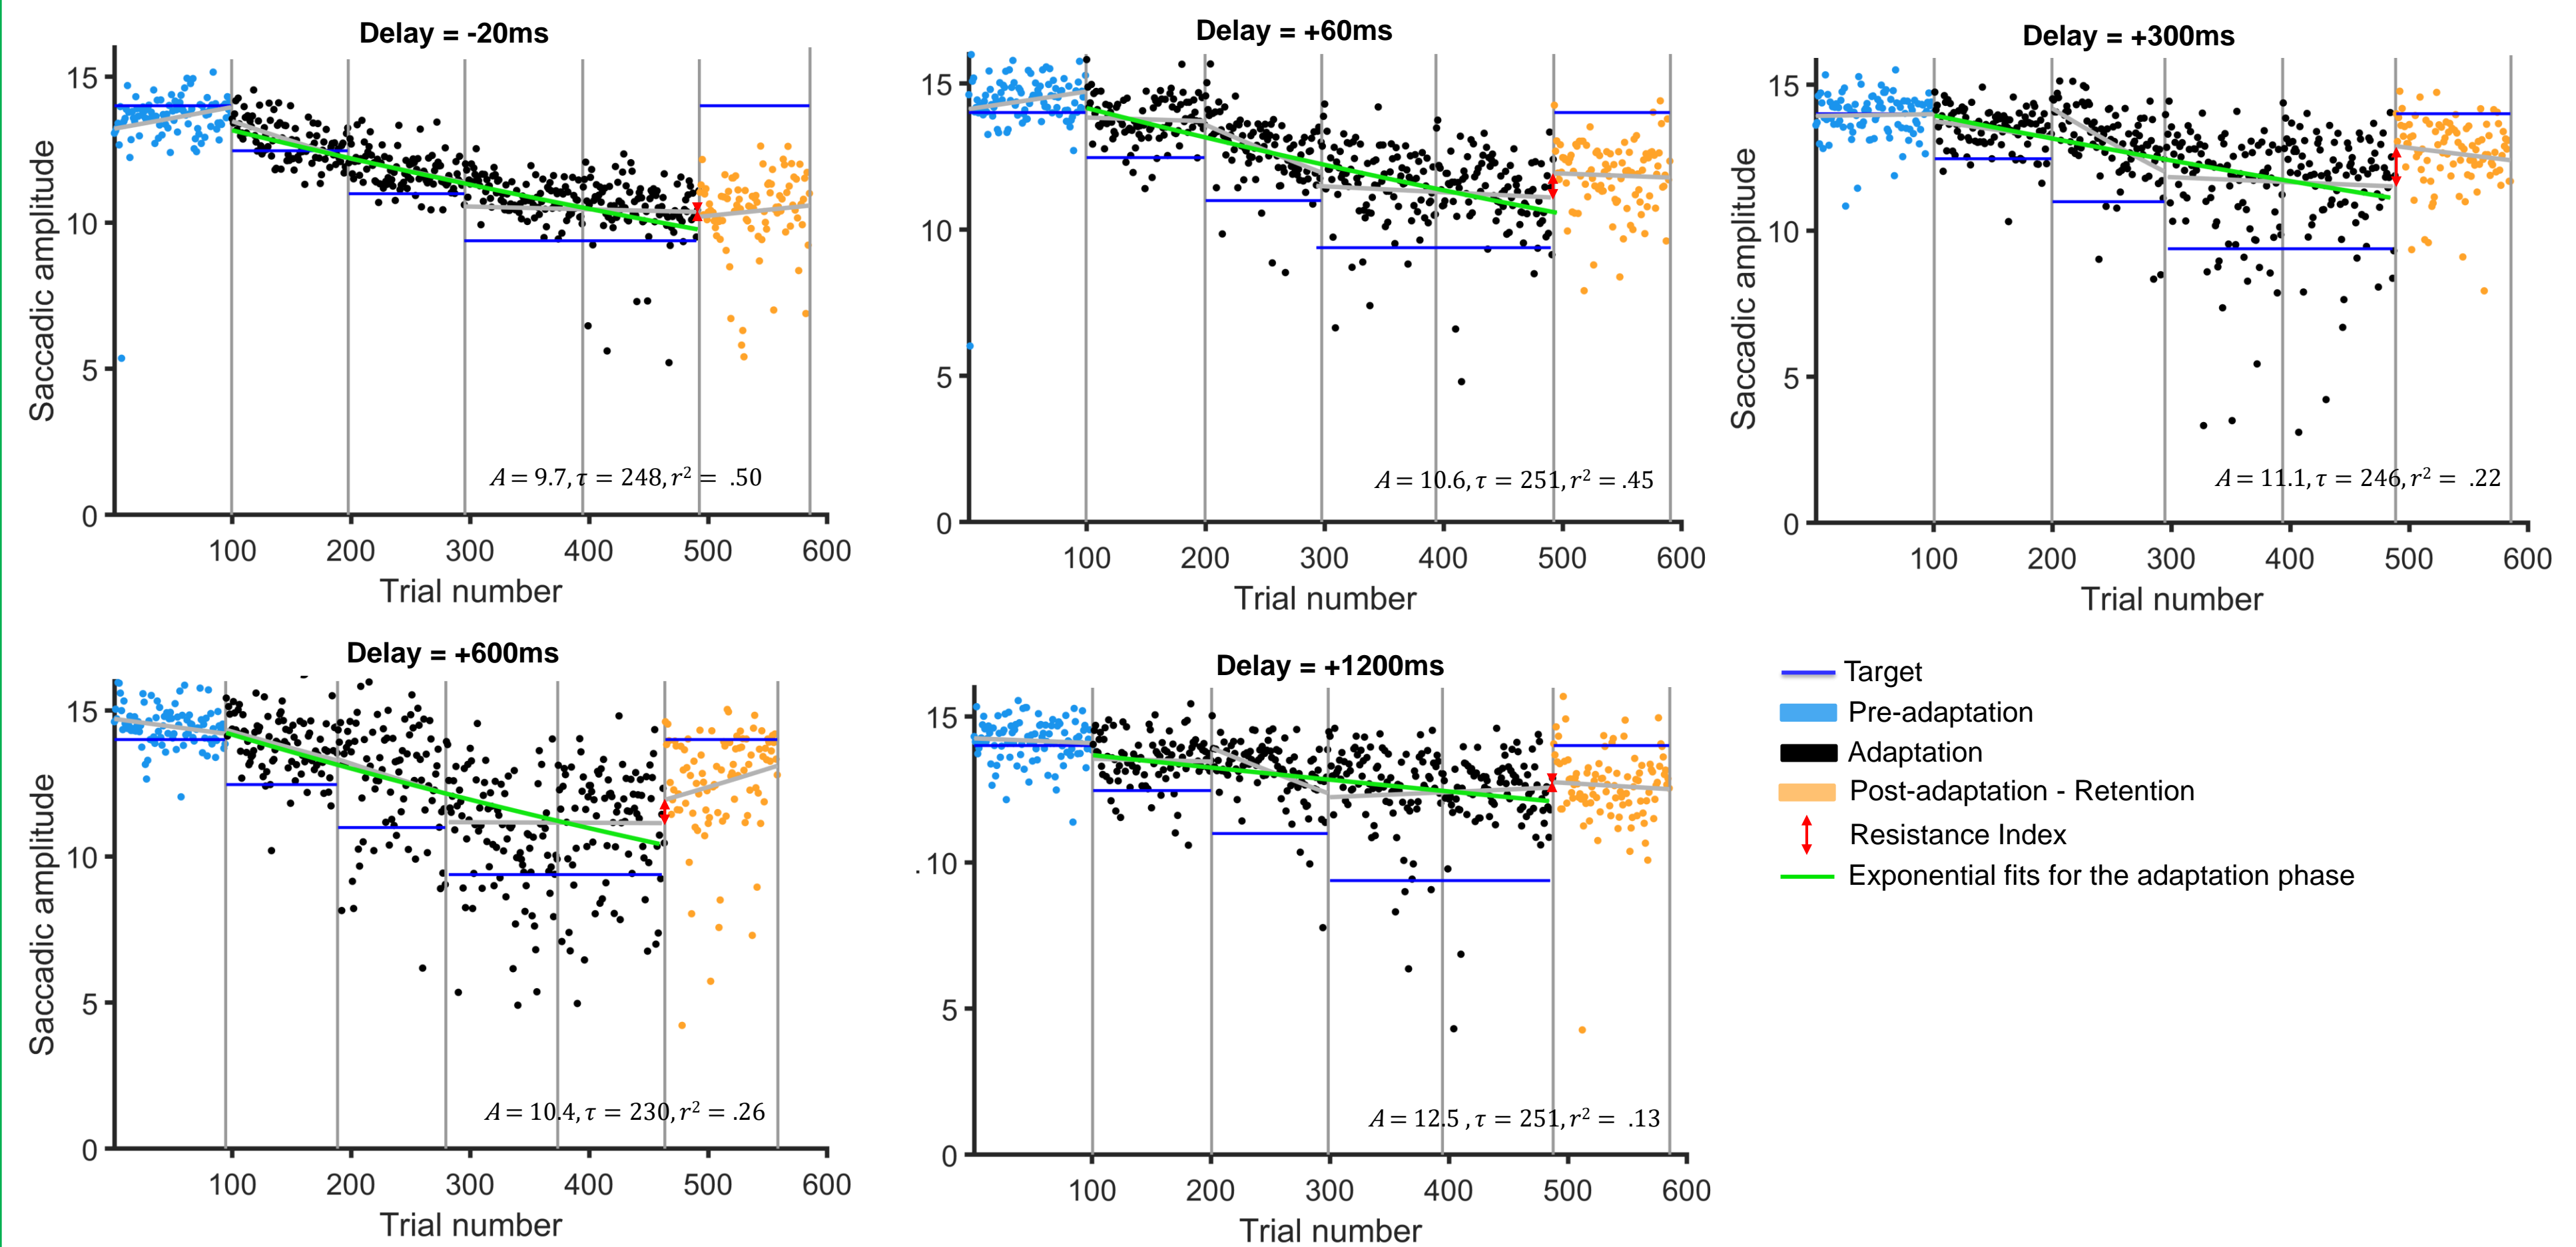 Delay = -20ms
15
10
5
0
Saccadic amplitude
A = 9.7, τ = 248, r² = .50
100 200 300 400 500 600
Trial number
Delay = +60ms
15
10
5
0
A = 10.6, τ = 251, r² = .45
100 200 300 400 500 600
Trial number
Delay = +300ms
15
10
5
0
Saccadic amplitude
A = 11.1, τ = 246, r² = .22
100 200 300 400 500 600
Trial number
Delay = +600ms
15
10
5
0
Saccadic amplitude
A = 10.4, τ = 230, r² = .26
100 200 300 400 500 600
Trial number
Delay = +1200ms
15
10
5
0
A = 12.5 , τ = 251, r² = .13
100 200 300 400 500 600
Trial number
Target
Pre-adaptation
Adaptation
Post-adaptation - Retention
Resistance Index
Exponential fits for the adaptation phase